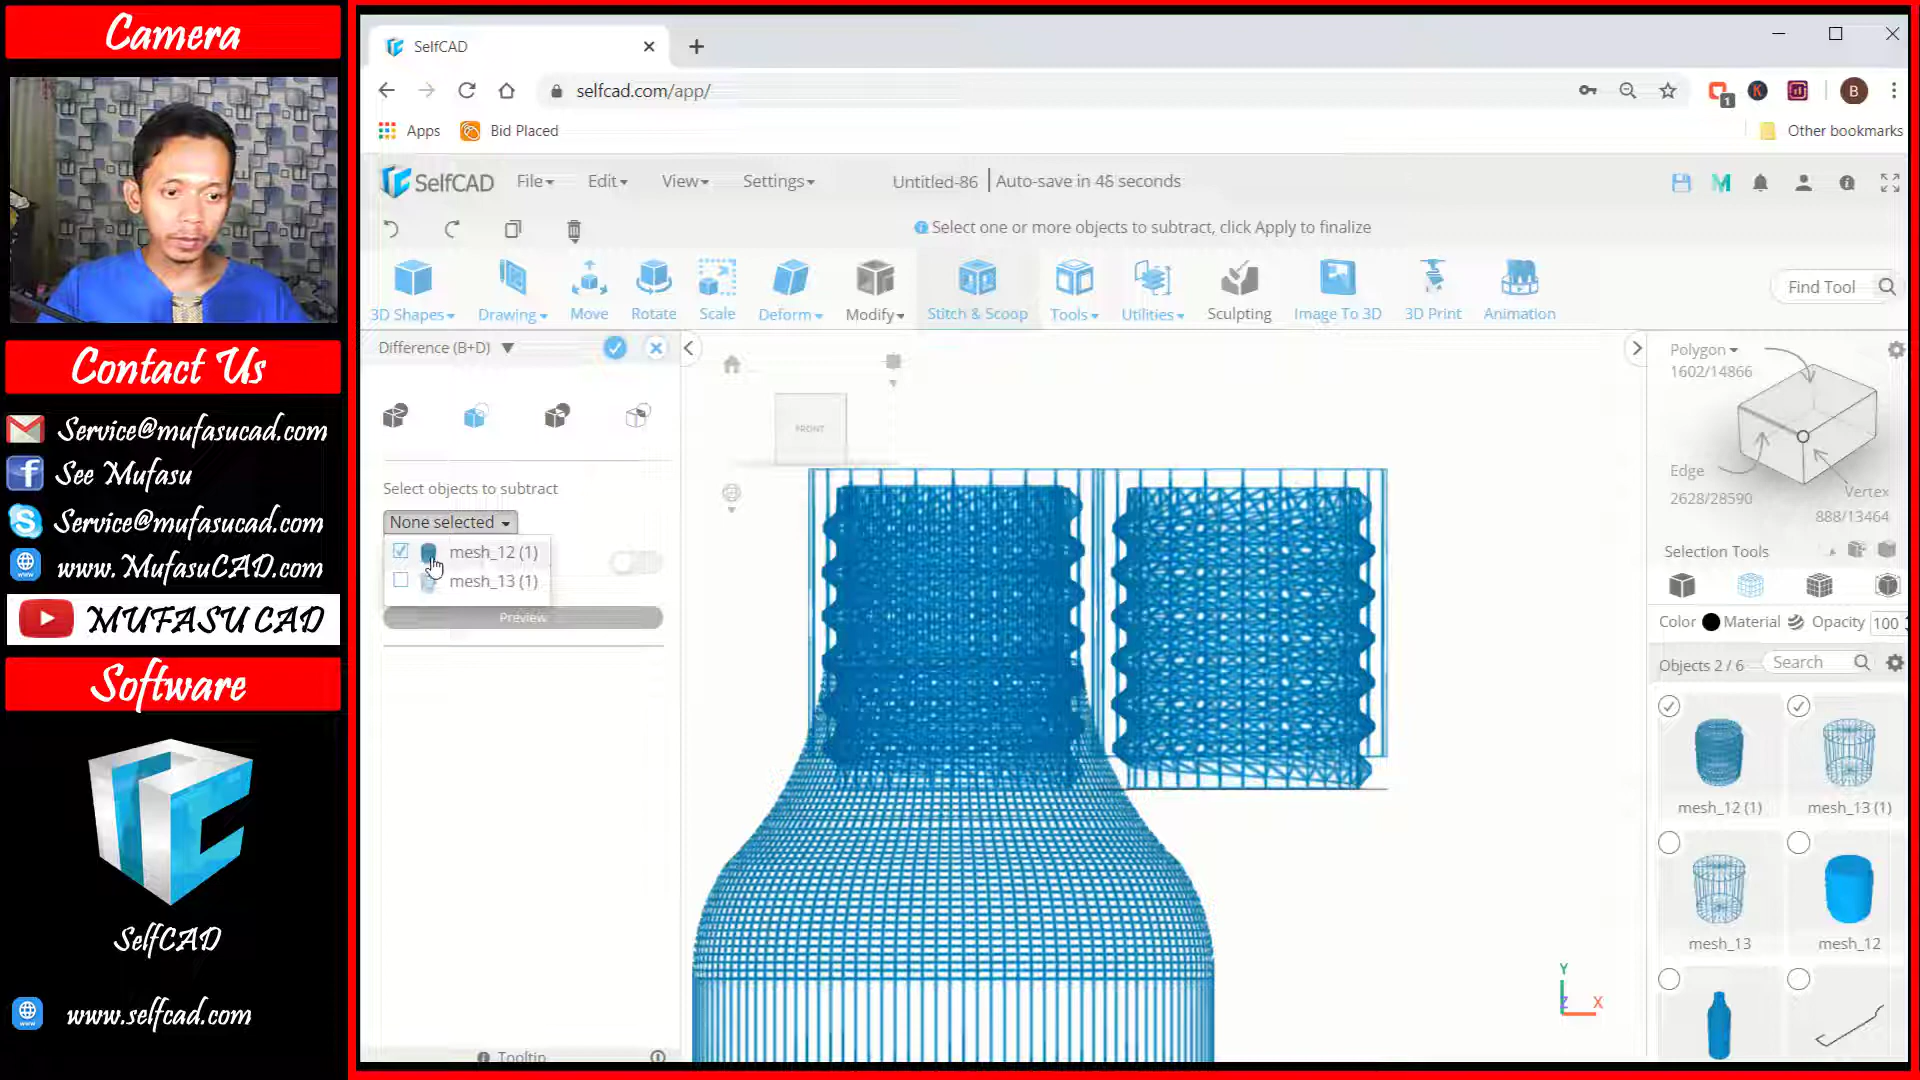 Camera
Contact Us
Service@mufasucad.com
See Mufasu
Service@mufasucad.com
www.MufasuCAD.com
MUFASU CAD
Software
SelfCAD
www.selfcad.com
SelfCAD
selfcad.com/app/
1
K
B
Apps
Bid Placed
Other bookmarks
SelfCAD
File
Edit
View
Settings
Untitled-86
Auto-save in 48 seconds
M
Select one or more objects to subtract, click Apply to finalize
3D Shapes
Drawing
Move
Rotate
Scale
Deform
Modify
Stitch & Scoop
Tools
Utilities
Sculpting
Image To 3D
3D Print
Animation
Find Tool
Difference (B+D)
Select objects to subtract
None selected
mesh_12 (1)
mesh_13 (1)
Preview
Tooltip
FRONT
Y
Z
X
Polygon
1602/14866
Edge
2628/28590
Vertex
888/13464
Selection Tools
Color
Material
Opacity
100
Objects 2 / 6
Search
mesh_12 (1)
mesh_13 (1)
mesh_13
mesh_12